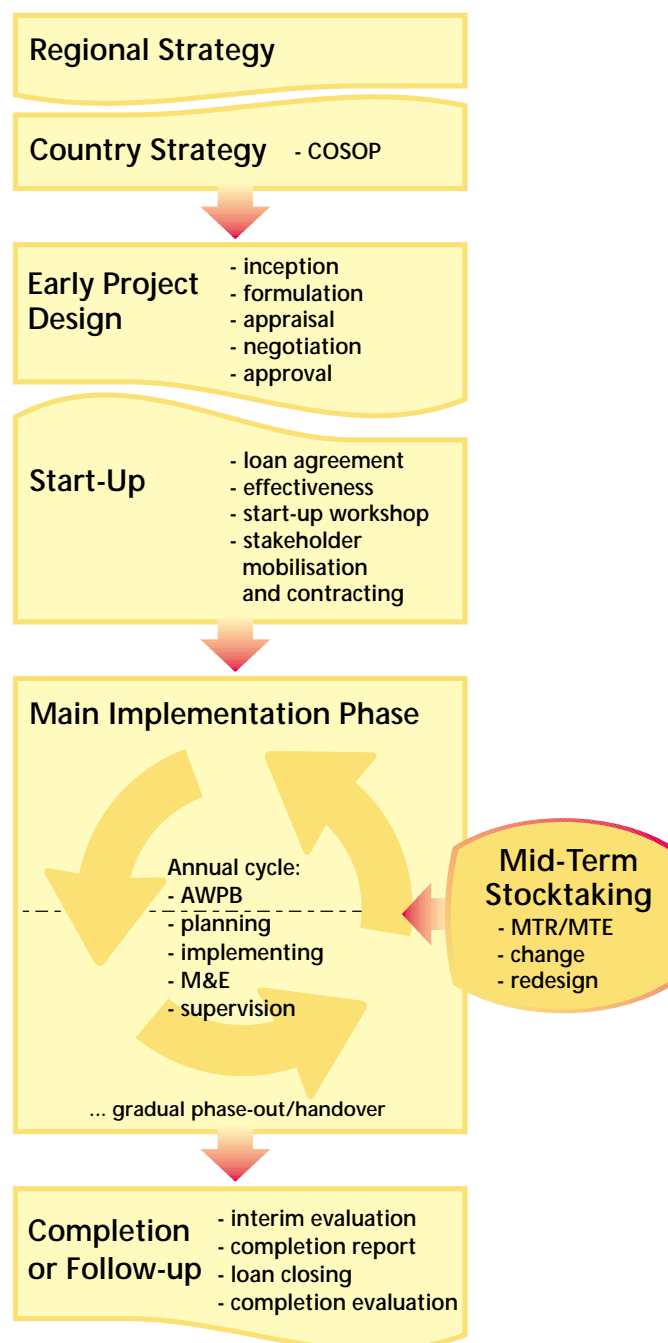 Regional Strategy
Country Strategy - COSOP
Early Project
Design
- inception
- formulation
- appraisal
- negotiation
- approval
Start-Up
- loan agreement
- effectiveness
- start-up workshop
- stakeholder
mobilisation
and contracting
Main Implementation Phase
Annual cycle:
- AWPB
- planning
- implementing
- M&E
- supervision
... gradual phase-out/handover
Mid-Term
Stocktaking
- MTR/MTE
- change
- redesign
Completion
or Follow-up
- interim evaluation
- completion report
- loan closing
- completion evaluation